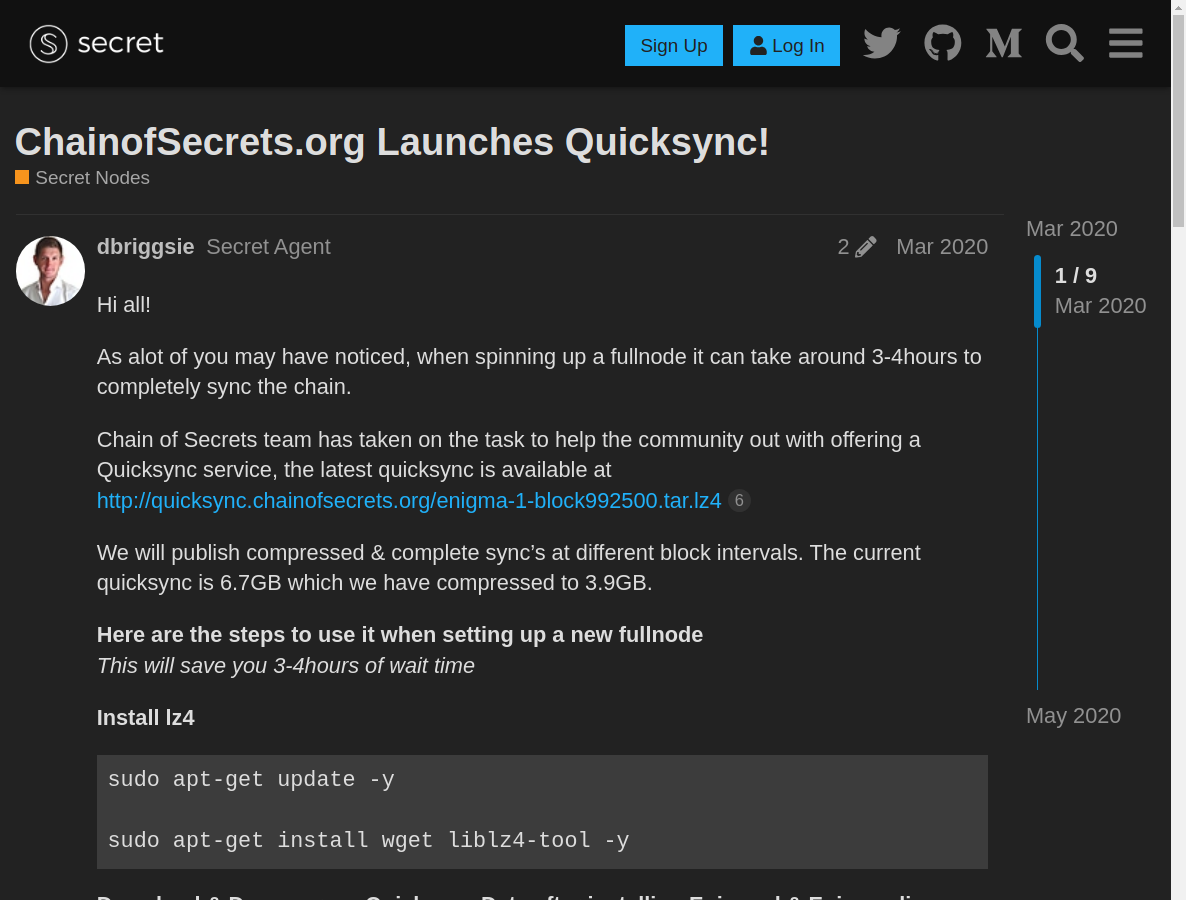 secret
Sign Up
Log In
ChainofSecrets.org Launches Quicksync!
Secret Nodes
dbriggsie Secret Agent 2 Mar 2020
Hi all!
As alot of you may have noticed, when spinning up a fullnode it can take around 3-4hours to
completely sync the chain.
Chain of Secrets team has taken on the task to help the community out with offering a
Quicksync service, the latest quicksync is available at
http://quicksync.chainofsecrets.org/enigma-1-block992500.tar.lz4 6
We will publish compressed & complete sync’s at different block intervals. The current
quicksync is 6.7GB which we have compressed to 3.9GB.
Here are the steps to use it when setting up a new fullnode
This will save you 3-4hours of wait time
Install lz4
sudo apt-get update -y
sudo apt-get install wget liblz4-tool -y
Mar 2020
1 / 9
Mar 2020
May 2020